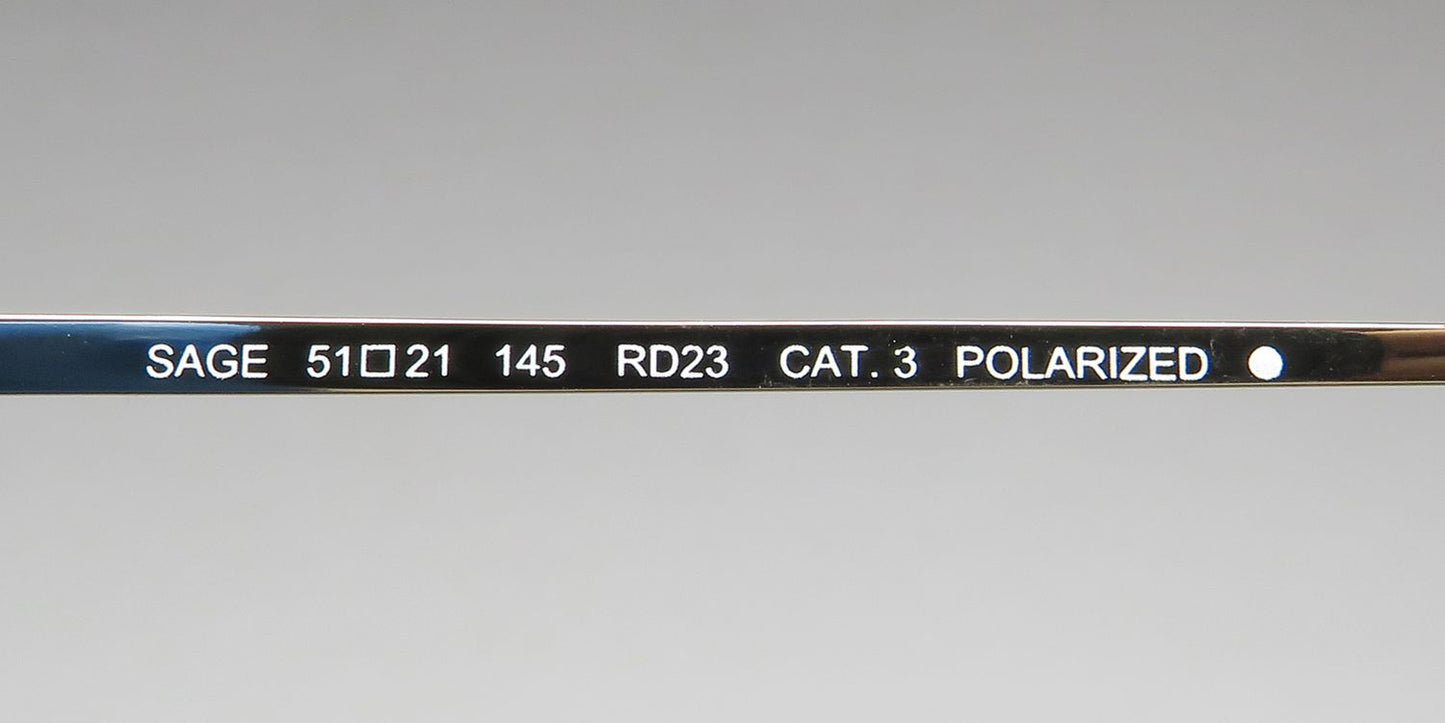 SAGE 51□21 145 RD23 CAT. 3 POLARIZED